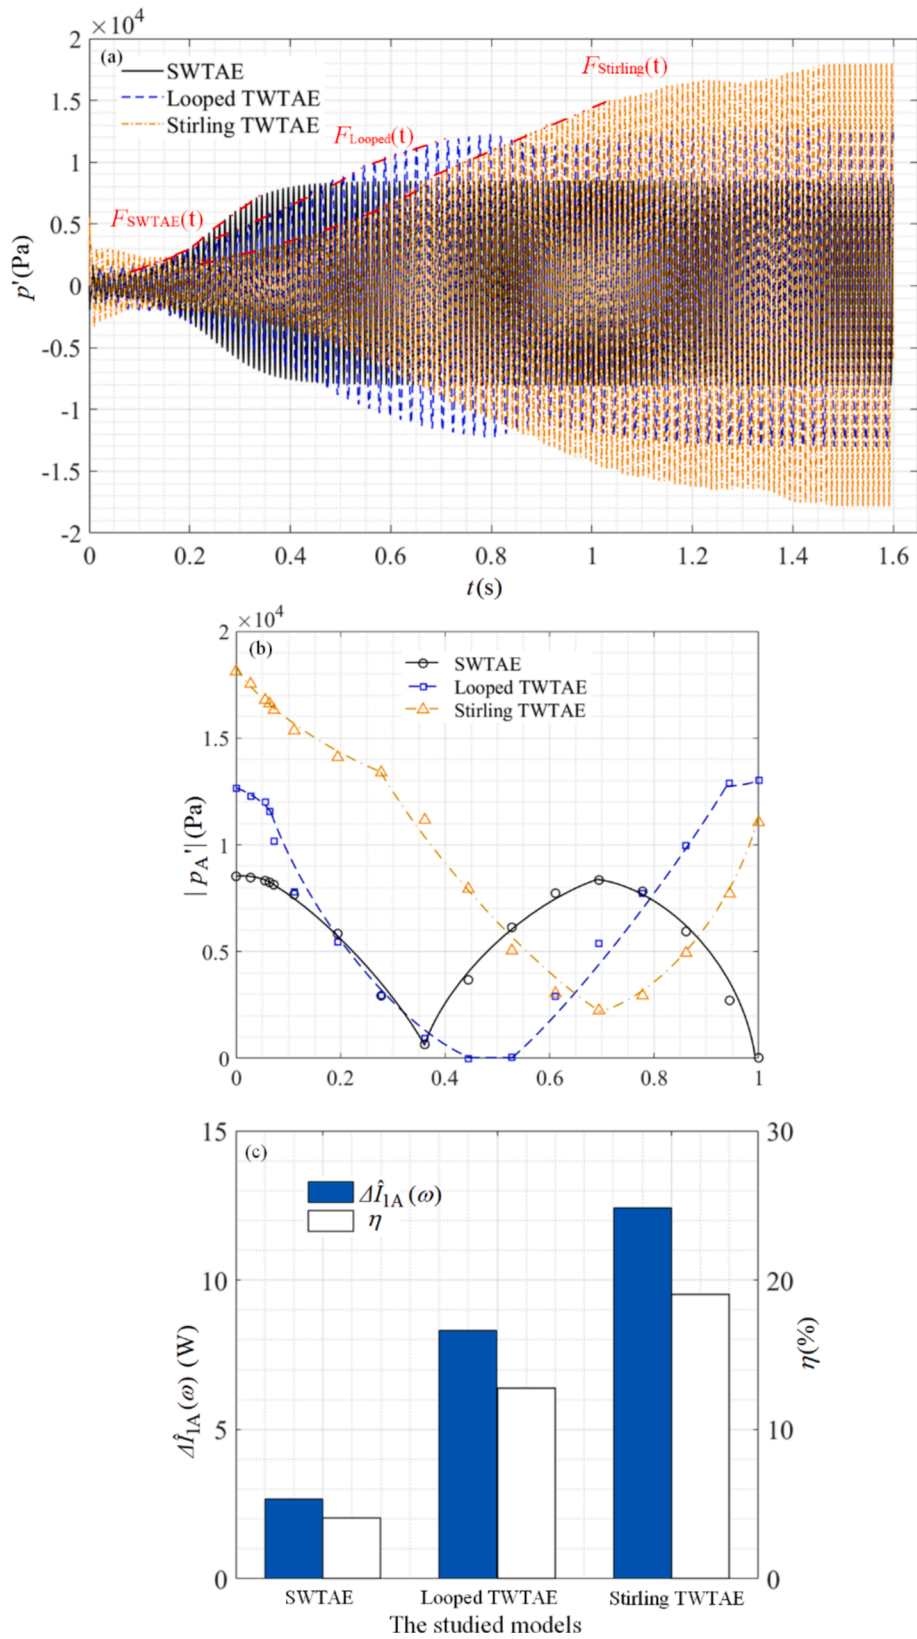 ×10⁴
2
(a)
SWTAE
Looped TWTAE
Stirling TWTAE
F_Stirling(t)
1.5
F_Looped(t)
1
0.5
F_SWTAE(t)
p'(Pa)
0
-0.5
-1
-1.5
-2
0 0.2 0.4 0.6 0.8 1 1.2 1.4 1.6
t(s)
×10⁴
2
(b)
SWTAE
Looped TWTAE
Stirling TWTAE
1.5
|p_A'|(Pa)
1
0.5
0
0 0.2 0.4 0.6 0.8 1
15 30
(c)
ΔÎ_1A(ω)
η
10 20
ΔÎ_1A(ω) (W)
η(%)
5 10
0 0
SWTAE Looped TWTAE Stirling TWTAE
The studied models